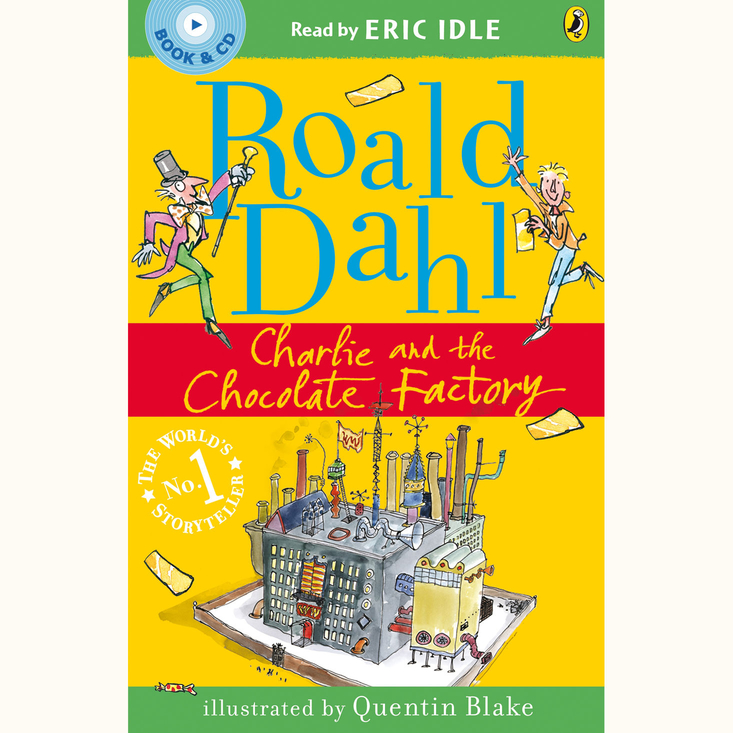 BOOK & CD
Read by ERIC IDLE
Roald
Dahl
Charlie and the
Chocolate Factory
THE WORLD'S
No.1
STORYTELLER
illustrated by Quentin Blake